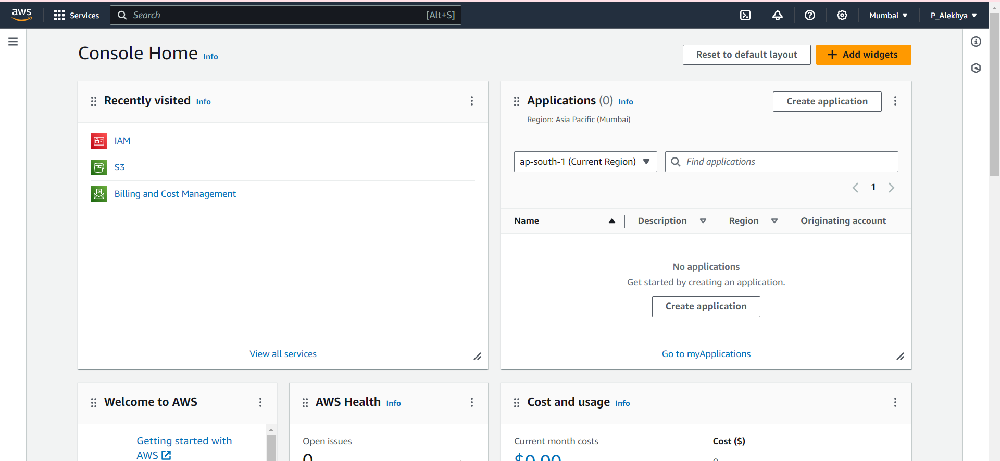 aws
Services
Search
[Alt+S]
Mumbai
P_Alekhya
Console Home Info
Reset to default layout
Add widgets
Recently visited Info
IAM
S3
Billing and Cost Management
View all services
Applications (0) Info
Region: Asia Pacific (Mumbai)
Create application
ap-south-1 (Current Region)
Find applications
1
Name
Description
Region
Originating account
No applications
Get started by creating an application.
Create application
Go to myApplications
Welcome to AWS
Getting started with
AWS
AWS Health Info
Open issues
0
Cost and usage Info
Current month costs
$0.00
Cost ($)